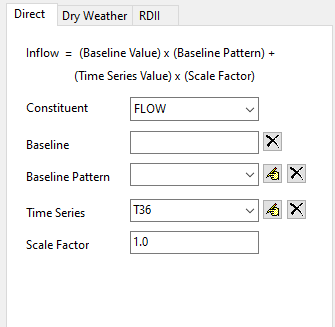 Direct Dry Weather RDII
Inflow = (Baseline Value) x (Baseline Pattern) +
(Time Series Value) x (Scale Factor)
Constituent FLOW
Baseline
Baseline Pattern
Time Series T36
Scale Factor 1.0